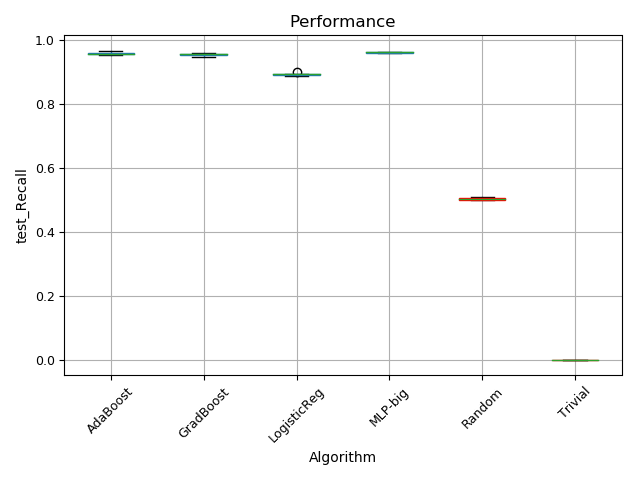 Performance
1.0
0.8
0.6
0.4
0.2
0.0
test_Recall
AdaBoost
GradBoost
LogisticReg
MLP-big
Random
Trivial
Algorithm